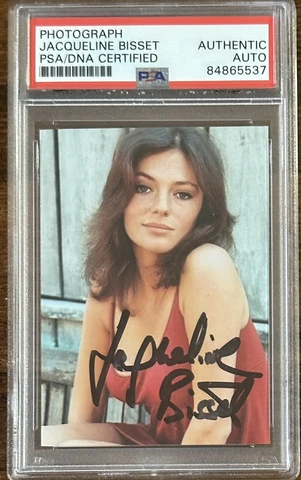 PHOTOGRAPH
JACQUELINE BISSET
PSA/DNA CERTIFIED
AUTHENTIC
AUTO
84865537
PSA
Jacqueline
Bisset